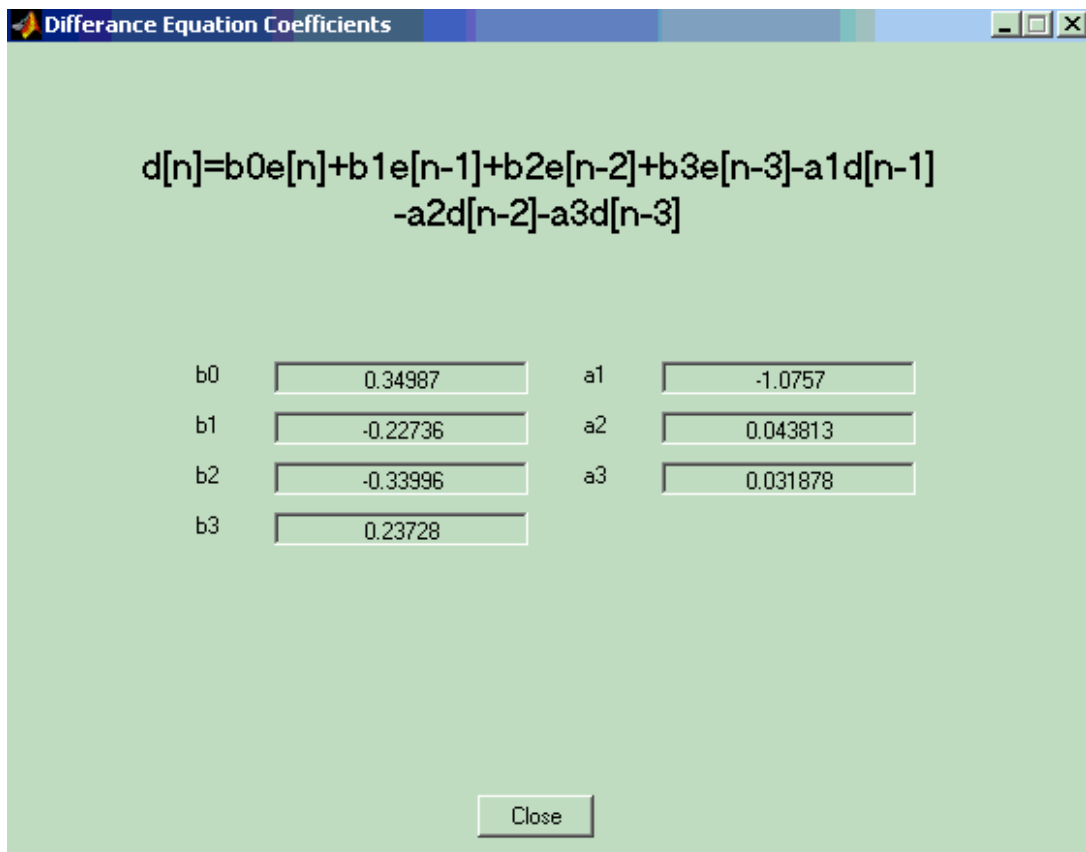 Differance Equation Coefficients
d[n]=b0e[n]+b1e[n-1]+b2e[n-2]+b3e[n-3]-a1d[n-1]
-a2d[n-2]-a3d[n-3]
b0 0.34987 a1 -1.0757
b1 -0.22736 a2 0.043813
b2 -0.33996 a3 0.031878
b3 0.23728
Close